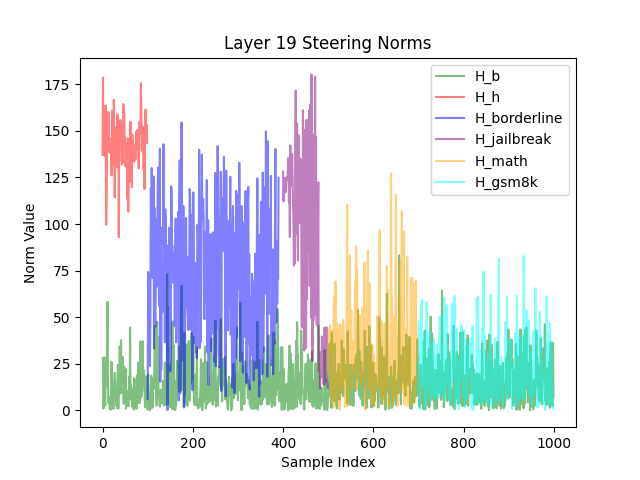 Layer 19 Steering Norms
H_b
H_h
H_borderline
H_jailbreak
H_math
H_gsm8k
Norm Value
175
150
125
100
75
50
25
0
0 200 400 600 800 1000
Sample Index